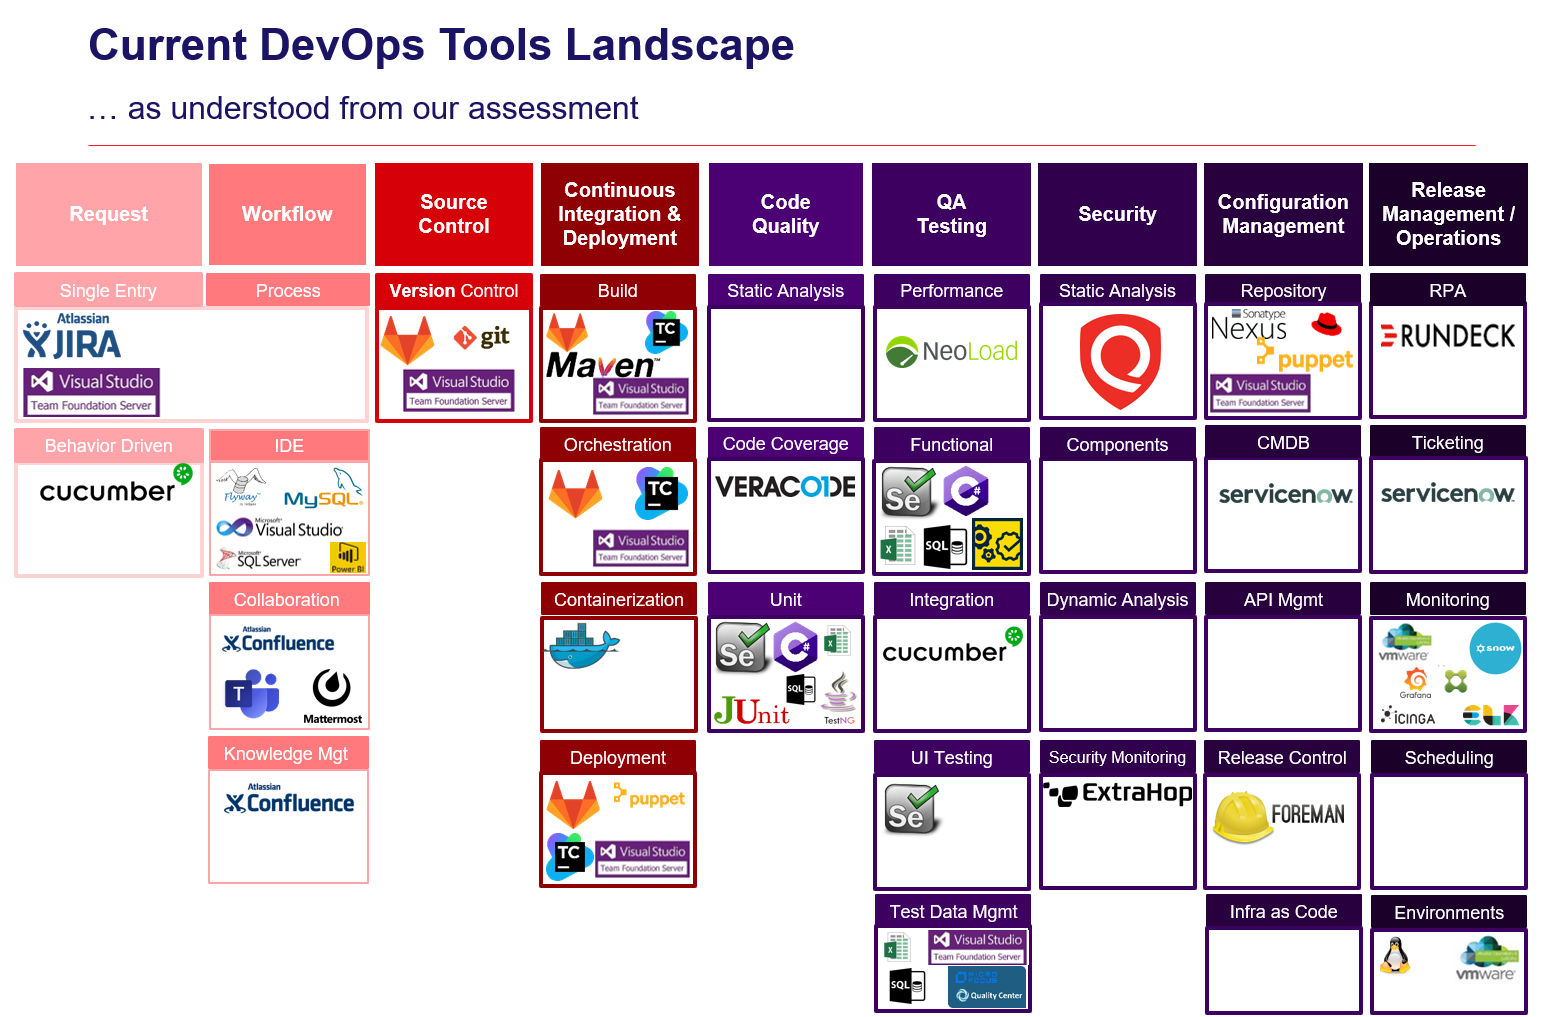 Current DevOps Tools Landscape
… as understood from our assessment
Request
Workflow
Source
Control
Continuous
Integration &
Deployment
Code
Quality
QA
Testing
Security
Configuration
Management
Release
Management /
Operations
Single Entry
Process
Version Control
Build
Static Analysis
Performance
Static Analysis
Repository
RPA
Atlassian
JIRA
Visual Studio
Team Foundation Server
git
Visual Studio
Team Foundation Server
TC
Maven™
Visual Studio
Team Foundation Server
NeoLoad
Sonatype
Nexus
puppet
Visual Studio
Team Foundation Server
RUNDECK
Behavior Driven
IDE
Orchestration
Code Coverage
Functional
Components
CMDB
Ticketing
cucumber
Flyway
MySQL
Microsoft
Visual Studio
Microsoft
SQL Server
Power BI
TC
Visual Studio
Team Foundation Server
VERACODE
Se
C#
X
SQL
servicenow
servicenow
Collaboration
Containerization
Unit
Integration
Dynamic Analysis
API Mgmt
Monitoring
Atlassian
Confluence
T
Mattermost
Se
C#
X
SQL
JUnit
TestNG
cucumber
vmware
snow
Grafana
ICINGA
ELK
Knowledge Mgt
Deployment
UI Testing
Security Monitoring
Release Control
Scheduling
Atlassian
Confluence
puppet
TC
Visual Studio
Team Foundation Server
Se
ExtraHop
FOREMAN
Test Data Mgmt
Infra as Code
Environments
X
Visual Studio
Team Foundation Server
SQL
MICRO
FOCUS
Quality Center
vmware